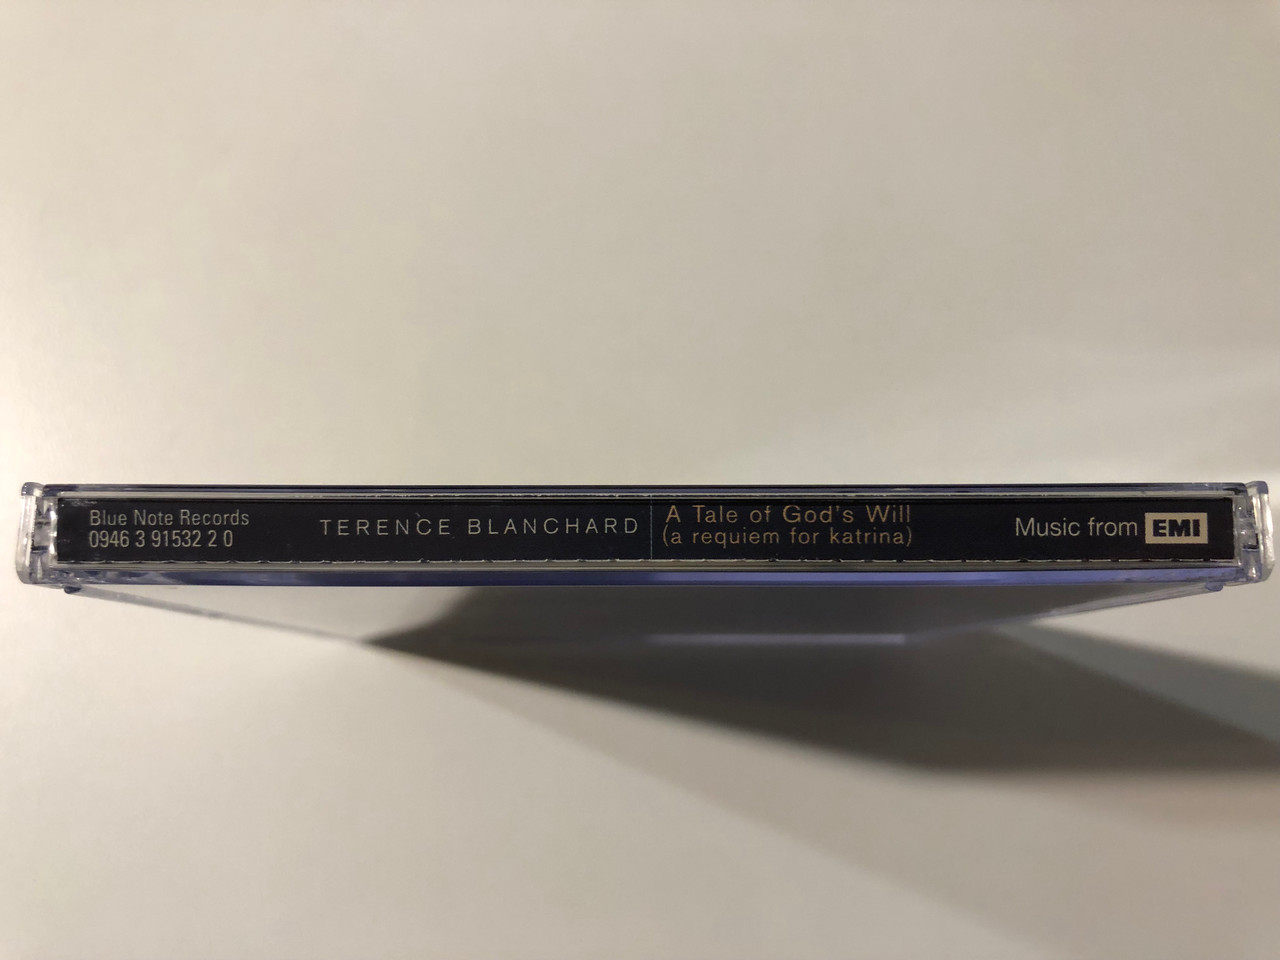 Blue Note Records
0946 3 91532 2 0
TERENCE BLANCHARD
A Tale of God's Will
(a requiem for katrina)
Music from EMI